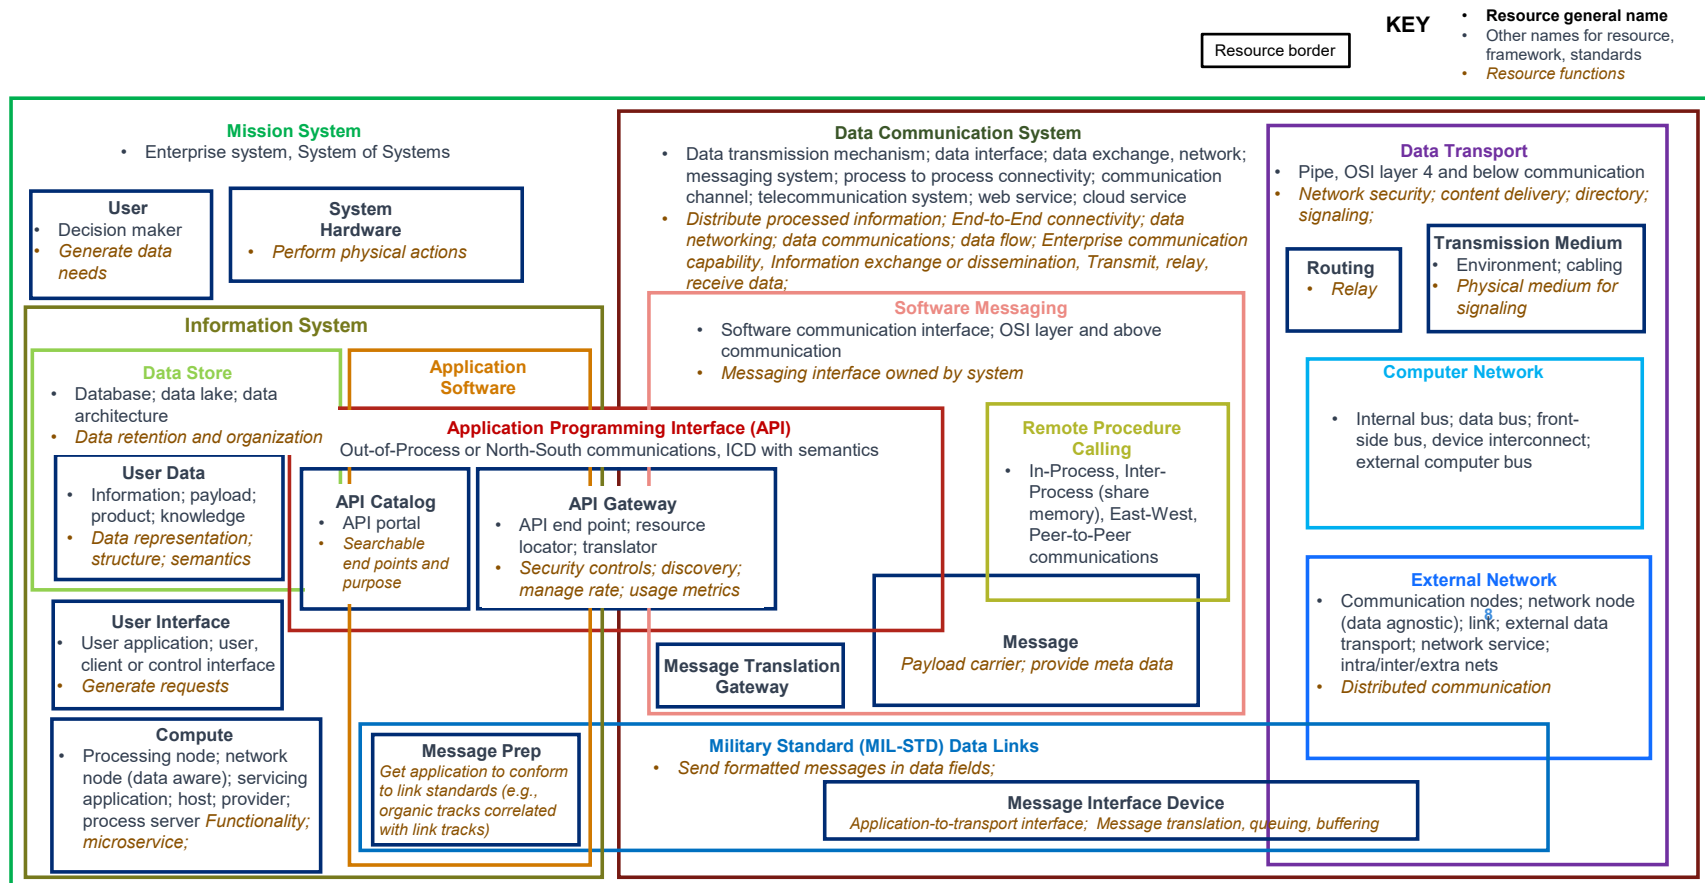 KEY
Resource border
• Resource general name
• Other names for resource,
framework, standards
• Resource functions
Mission System
• Enterprise system, System of Systems
User
• Decision maker
• Generate data
needs
System
Hardware
• Perform physical actions
Information System
Data Store
• Database; data lake; data
architecture
• Data retention and organization
Application
Software
User Data
• Information; payload;
product; knowledge
• Data representation;
structure; semantics
Application Programming Interface (API)
Out-of-Process or North-South communications, ICD with semantics
API Catalog
• API portal
• Searchable
end points and
purpose
API Gateway
• API end point; resource
locator; translator
• Security controls; discovery;
manage rate; usage metrics
User Interface
• User application; user,
client or control interface
• Generate requests
Compute
• Processing node; network
node (data aware); servicing
application; host; provider;
process server Functionality;
microservice;
Message Prep
Get application to conform
to link standards (e.g.,
organic tracks correlated
with link tracks)
Data Communication System
• Data transmission mechanism; data interface; data exchange, network;
messaging system; process to process connectivity; communication
channel; telecommunication system; web service; cloud service
• Distribute processed information; End-to-End connectivity; data
networking; data communications; data flow; Enterprise communication
capability, Information exchange or dissemination, Transmit, relay,
receive data;
Software Messaging
• Software communication interface; OSI layer and above
communication
• Messaging interface owned by system
Remote Procedure
Calling
• In-Process, Inter-
Process (share
memory), East-West,
Peer-to-Peer
communications
Message
Payload carrier; provide meta data
Message Translation
Gateway
Military Standard (MIL-STD) Data Links
• Send formatted messages in data fields;
Message Interface Device
Application-to-transport interface; Message translation, queuing, buffering
Data Transport
• Pipe, OSI layer 4 and below communication
• Network security; content delivery; directory;
signaling;
Routing
• Relay
Transmission Medium
• Environment; cabling
• Physical medium for
signaling
Computer Network
• Internal bus; data bus; front-
side bus, device interconnect;
external computer bus
External Network
• Communication nodes; network node
(data agnostic); link; external data
transport; network service;
intra/inter/extra nets
• Distributed communication
8